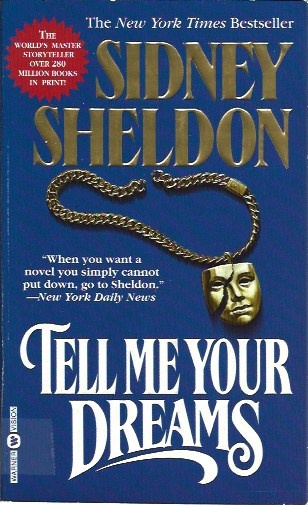 The New York Times Bestseller
THE
WORLD'S MASTER
STORYTELLER
OVER 280
MILLION BOOKS
IN PRINT!
SIDNEY
SHELDON
"When you want a
novel you simply cannot
put down, go to Sheldon."
—New York Daily News
TELL ME YOUR
DREAMS
WARNER
VISION